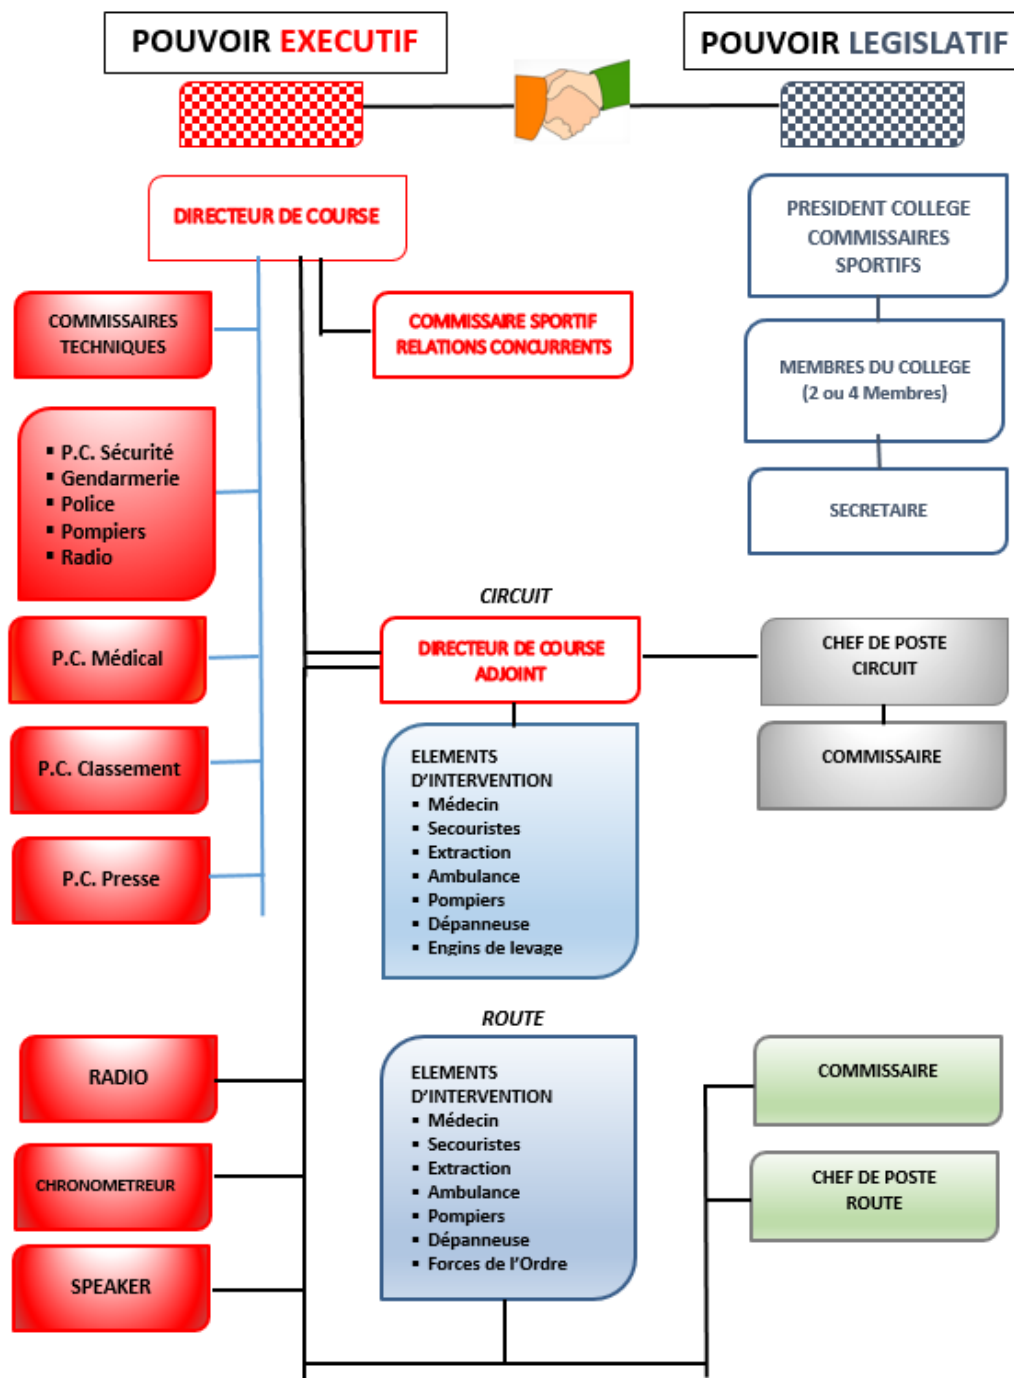 POUVOIR EXECUTIF
POUVOIR LEGISLATIF
DIRECTEUR DE COURSE
PRESIDENT COLLEGE
COMMISSAIRES
SPORTIFS
COMMISSAIRES
TECHNIQUES
COMMISSAIRE SPORTIF
RELATIONS CONCURRENTS
MEMBRES DU COLLEGE
(2 ou 4 Membres)
▪ P.C. Sécurité
▪ Gendarmerie
▪ Police
▪ Pompiers
▪ Radio
SECRETAIRE
CIRCUIT
P.C. Médical
DIRECTEUR DE COURSE
ADJOINT
CHEF DE POSTE
CIRCUIT
P.C. Classement
ELEMENTS
D'INTERVENTION
▪ Médecin
▪ Secouristes
▪ Extraction
▪ Ambulance
▪ Pompiers
▪ Dépanneuse
▪ Engins de levage
COMMISSAIRE
P.C. Presse
ROUTE
RADIO
ELEMENTS
D'INTERVENTION
▪ Médecin
▪ Secouristes
▪ Extraction
▪ Ambulance
▪ Pompiers
▪ Dépanneuse
▪ Forces de l'Ordre
COMMISSAIRE
CHRONOMETREUR
CHEF DE POSTE
ROUTE
SPEAKER